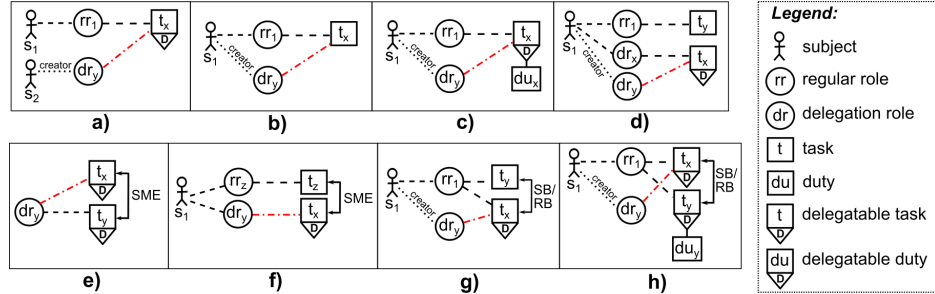 S1 rr1 tx D
S2 creator dry
a)
S1 rr1 tx
creator dry
b)
S1 rr1 tx D
creator dry dux
c)
S1 rr1 ty
drx tx D
creator dry
d)
tx D
dry ty D
SME
e)
S1 rrz tz
dry tx D
SME
f)
S1 rr1 ty
creator dry tx D
SB/
RB
g)
S1 rr1 tx D
creator dry ty D
duy
SB/
RB
h)
Legend:
subject
rr regular role
dr delegation role
t task
du duty
t D delegatable task
du D delegatable duty